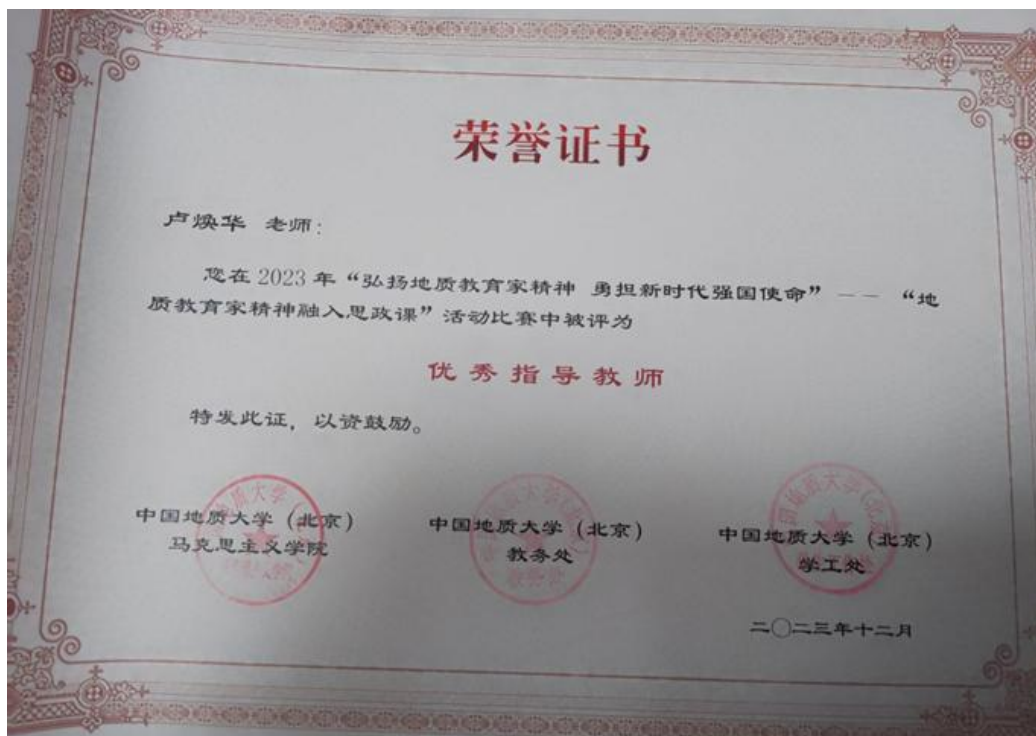 荣誉证书
卢焕华 老师：
您在 2023 年“弘扬地质教育家精神 勇担新时代强国使命”—— “地
质教育家精神融入思政课”活动比赛中被评为
优秀指导教师
特发此证，以资鼓励。
中国地质大学（北京）
马克思主义学院
中国地质大学（北京）
教务处
中国地质大学（北京）
学工处
二〇二三年十二月